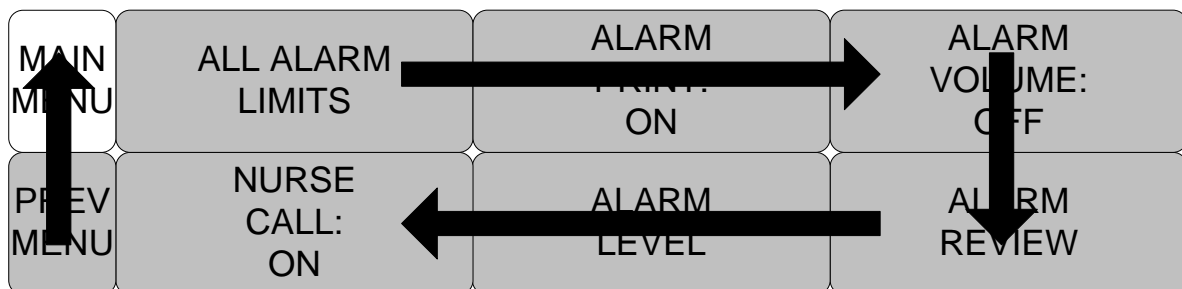 MAIN
MENU
ALL ALARM
LIMITS
ALARM
PRINT:
ON
ALARM
VOLUME:
OFF
PREV
MENU
NURSE
CALL:
ON
ALARM
LEVEL
ALARM
REVIEW